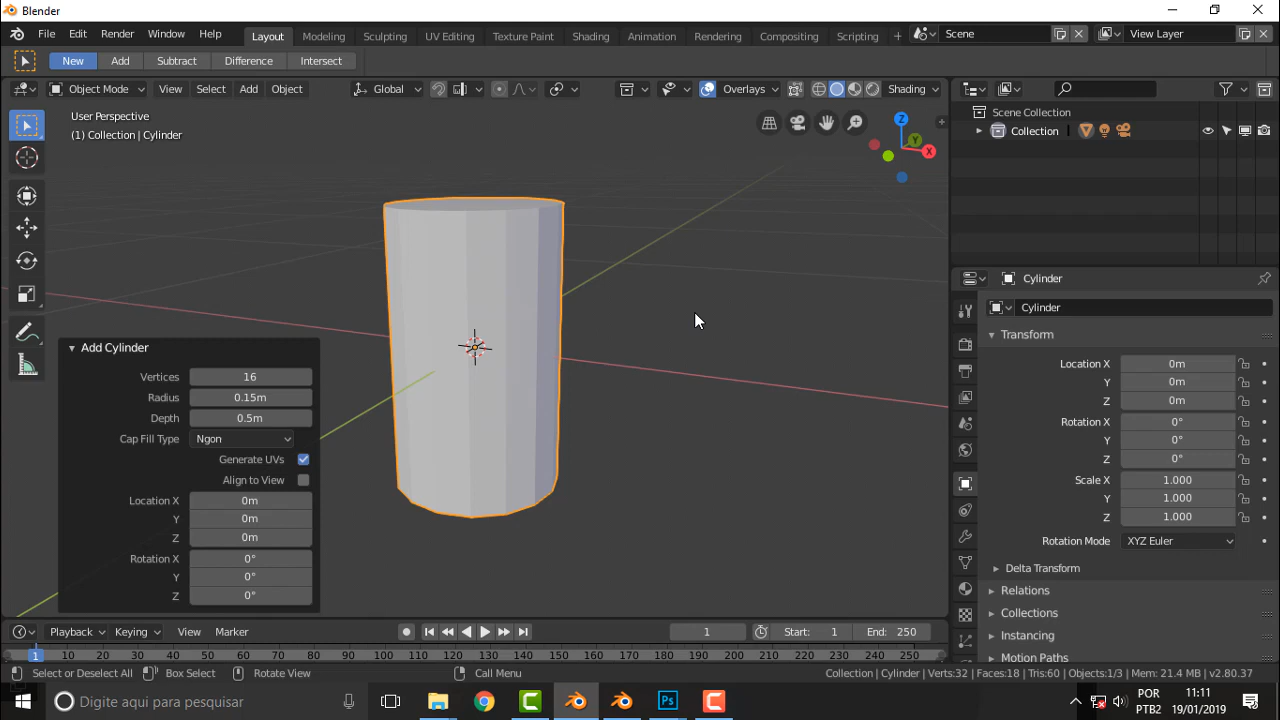 Blender
File Edit Render Window Help Layout Modeling Sculpting UV Editing Texture Paint Shading Animation Rendering Compositing Scripting + Scene View Layer
New Add Subtract Difference Intersect
Object Mode View Select Add Object Global Overlays Shading
User Perspective
(1) Collection | Cylinder
Z
Y
X
Scene Collection
Collection
Cylinder
Cylinder
Transform
Location X 0m
Y 0m
Z 0m
Rotation X 0°
Y 0°
Z 0°
Scale X 1.000
Y 1.000
Z 1.000
Rotation Mode XYZ Euler
Delta Transform
Relations
Collections
Instancing
Motion Paths
Add Cylinder
Vertices 16
Radius 0.15m
Depth 0.5m
Cap Fill Type Ngon
Generate UVs
Align to View
Location X 0m
Y 0m
Z 0m
Rotation X 0°
Y 0°
Z 0°
Playback Keying View Marker 1 Start: 1 End: 250
1 10 20 30 40 50 60 70 80 90 100 110 120 130 140 150 160 170 180 190 200 210 220 230 240 250
Select or Deselect All Box Select Rotate View Call Menu Collection | Cylinder | Verts:32 | Faces:18 | Tris:60 | Objects:1/3 | Mem: 21.4 MB | v2.80.37
Digite aqui para pesquisar
Ps
C
C
POR
PTB2
11:11
19/01/2019